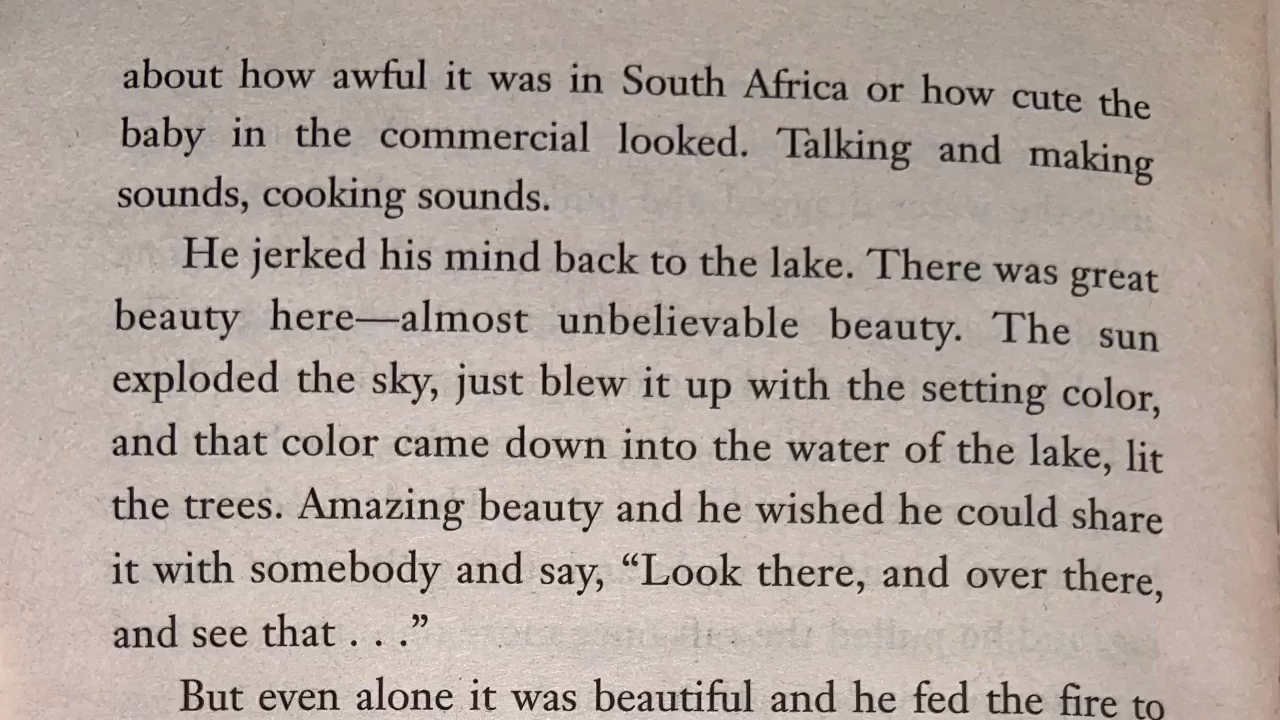 about how awful it was in South Africa or how cute the
baby in the commercial looked. Talking and making
sounds, cooking sounds.
He jerked his mind back to the lake. There was great
beauty here—almost unbelievable beauty. The sun
exploded the sky, just blew it up with the setting color,
and that color came down into the water of the lake, lit
the trees. Amazing beauty and he wished he could share
it with somebody and say, “Look there, and over there,
and see that . . .”
But even alone it was beautiful and he fed the fire to